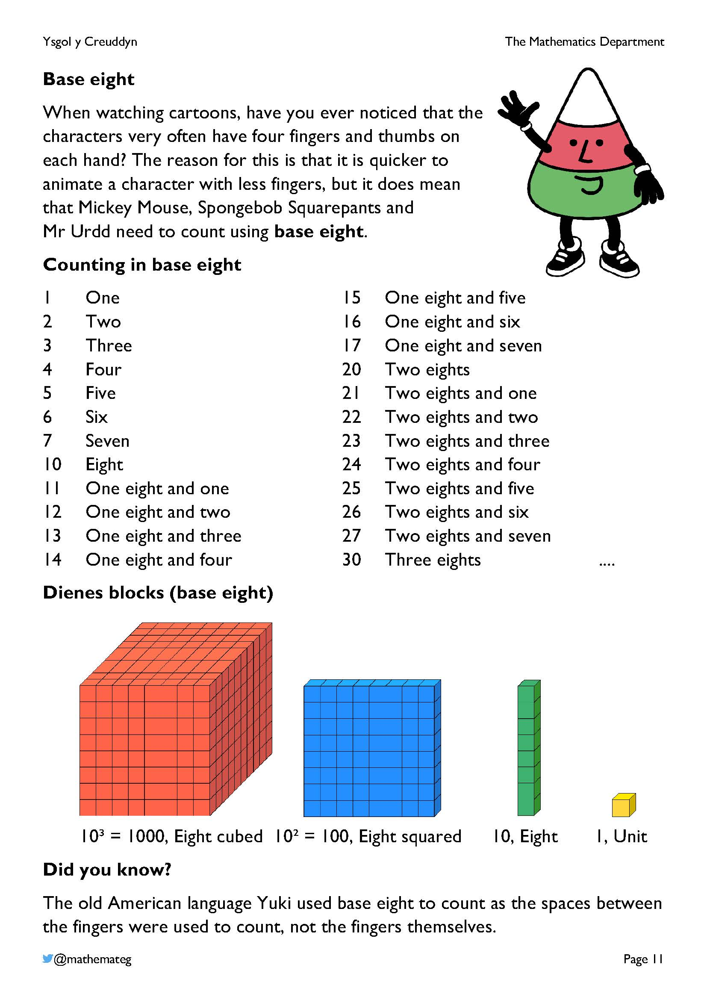 Ysgol y Creuddyn
The Mathematics Department
Base eight
When watching cartoons, have you ever noticed that the
characters very often have four fingers and thumbs on
each hand? The reason for this is that it is quicker to
animate a character with less fingers, but it does mean
that Mickey Mouse, Spongebob Squarepants and
Mr Urdd need to count using base eight.
Counting in base eight
1 One
2 Two
3 Three
4 Four
5 Five
6 Six
7 Seven
10 Eight
11 One eight and one
12 One eight and two
13 One eight and three
14 One eight and four
15 One eight and five
16 One eight and six
17 One eight and seven
20 Two eights
21 Two eights and one
22 Two eights and two
23 Two eights and three
24 Two eights and four
25 Two eights and five
26 Two eights and six
27 Two eights and seven
30 Three eights ....
Dienes blocks (base eight)
10³ = 1000, Eight cubed
10² = 100, Eight squared
10, Eight
1, Unit
Did you know?
The old American language Yuki used base eight to count as the spaces between
the fingers were used to count, not the fingers themselves.
@mathemateg
Page 11